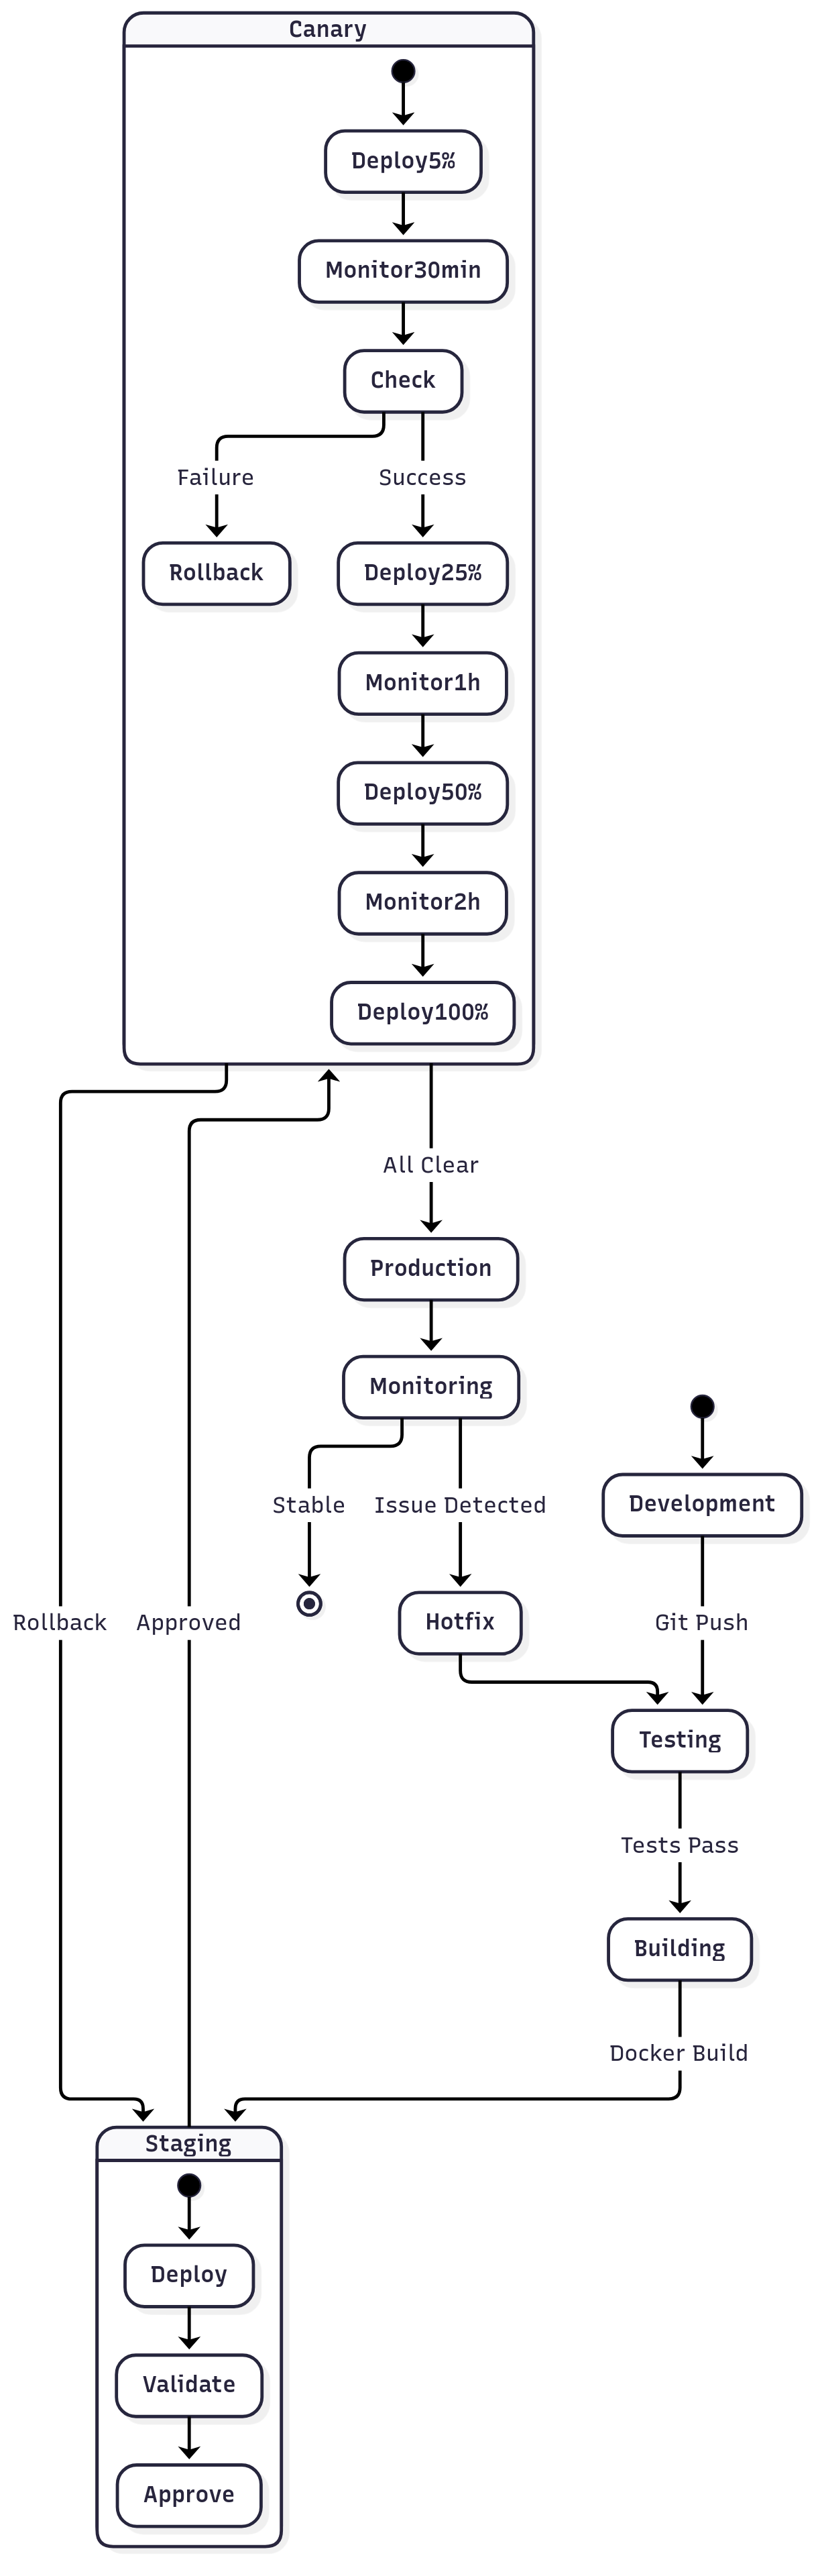 Canary
Deploy5%
Monitor30min
Check
Failure
Success
Rollback
Deploy25%
Monitor1h
Deploy50%
Monitor2h
Deploy100%
All Clear
Production
Monitoring
Stable
Issue Detected
Development
Rollback
Approved
Hotfix
Git Push
Testing
Tests Pass
Building
Docker Build
Staging
Deploy
Validate
Approve